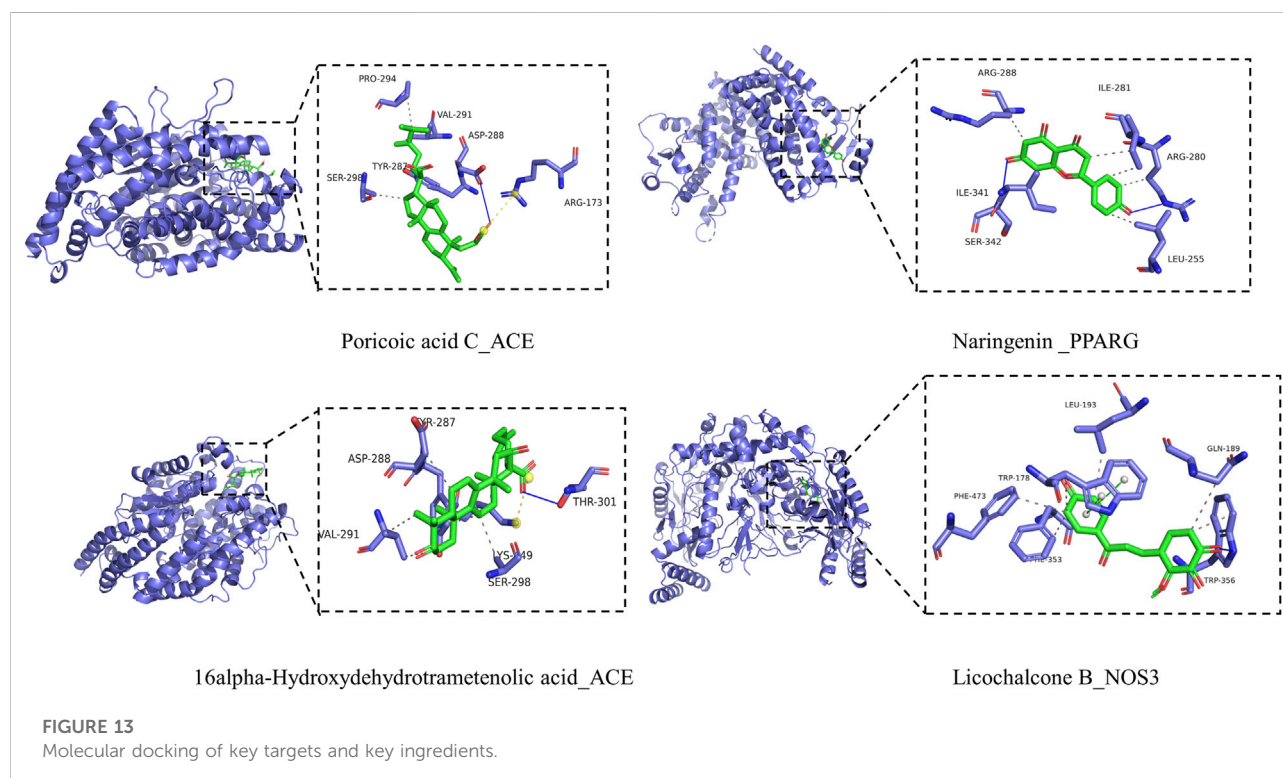 PRO-294
VAL-291
ASP-288
TYR-287
SER-298
ARG-173
Poricoic acid C_ACE
ARG-288
ILE-281
ARG-280
ILE-341
SER-342
LEU-255
Naringenin _PPARG
YR-287
ASP-288
THR-301
VAL-291
SER-298
16alpha-Hydroxydehydrotrametenolic acid_ACE
LEU-193
GLN-189
TRP-178
PHE-473
TRP-356
Licochalcone B_NOS3
FIGURE 13
Molecular docking of key targets and key ingredients.